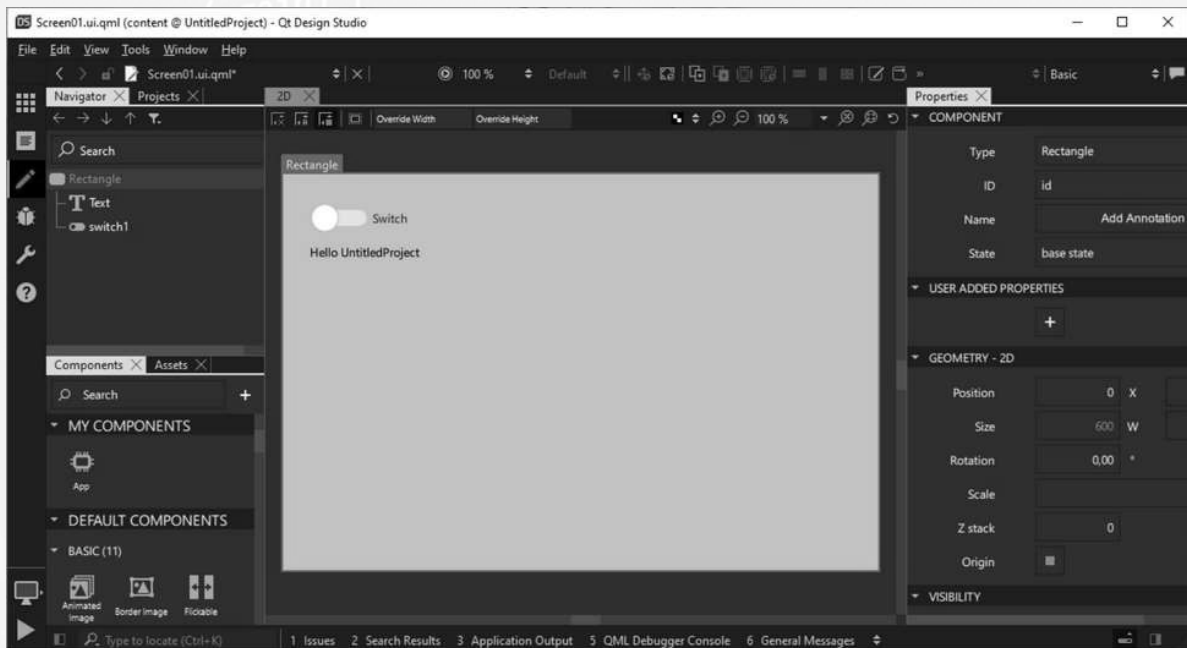 Screen01.ui.qml (content @ UntitledProject) - Qt Design Studio
File Edit View Tools Window Help
Screen01.ui.qml* 100 % Default Basic
Navigator Projects 2D Properties
Override Width Override Height 100 % COMPONENT
Search
Type Rectangle
Rectangle
Rectangle
ID id
Text
switch1
Switch
Name Add Annotation
Hello UntitledProject
State base state
USER ADDED PROPERTIES
+
Components Assets
GEOMETRY - 2D
Search +
Position 0 X
MY COMPONENTS
Size 600 W
App
Rotation 0,00 °
Scale
DEFAULT COMPONENTS
Z stack 0
BASIC (11)
Origin
Animated Image Border Image Flickable
VISIBILITY
Type to locate (Ctrl+K) 1 Issues 2 Search Results 3 Application Output 5 QML Debugger Console 6 General Messages